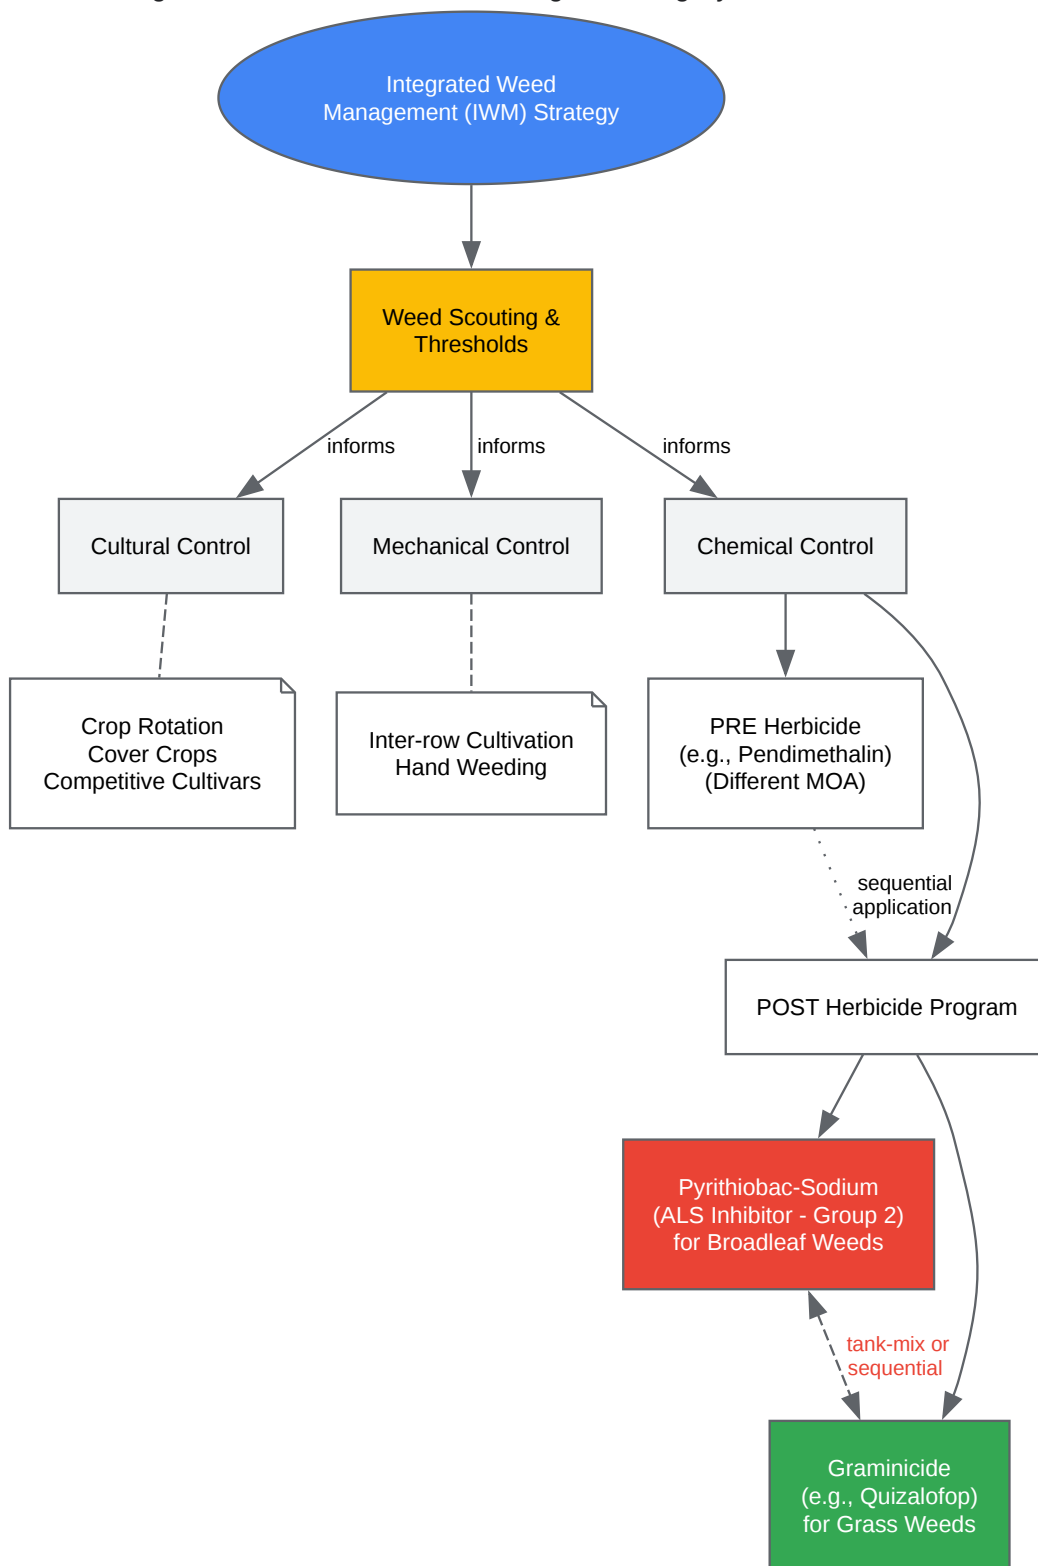 Integrated Weed
Management (IWM) Strategy
Weed Scouting &
Thresholds
informs
informs
informs
Cultural Control
Mechanical Control
Chemical Control
Crop Rotation
Cover Crops
Competitive Cultivars
Inter-row Cultivation
Hand Weeding
PRE Herbicide
(e.g., Pendimethalin)
(Different MOA)
sequential
application
POST Herbicide Program
Pyrithiobac-Sodium
(ALS Inhibitor - Group 2)
for Broadleaf Weeds
tank-mix or
sequential
Graminicide
(e.g., Quizalofop)
for Grass Weeds